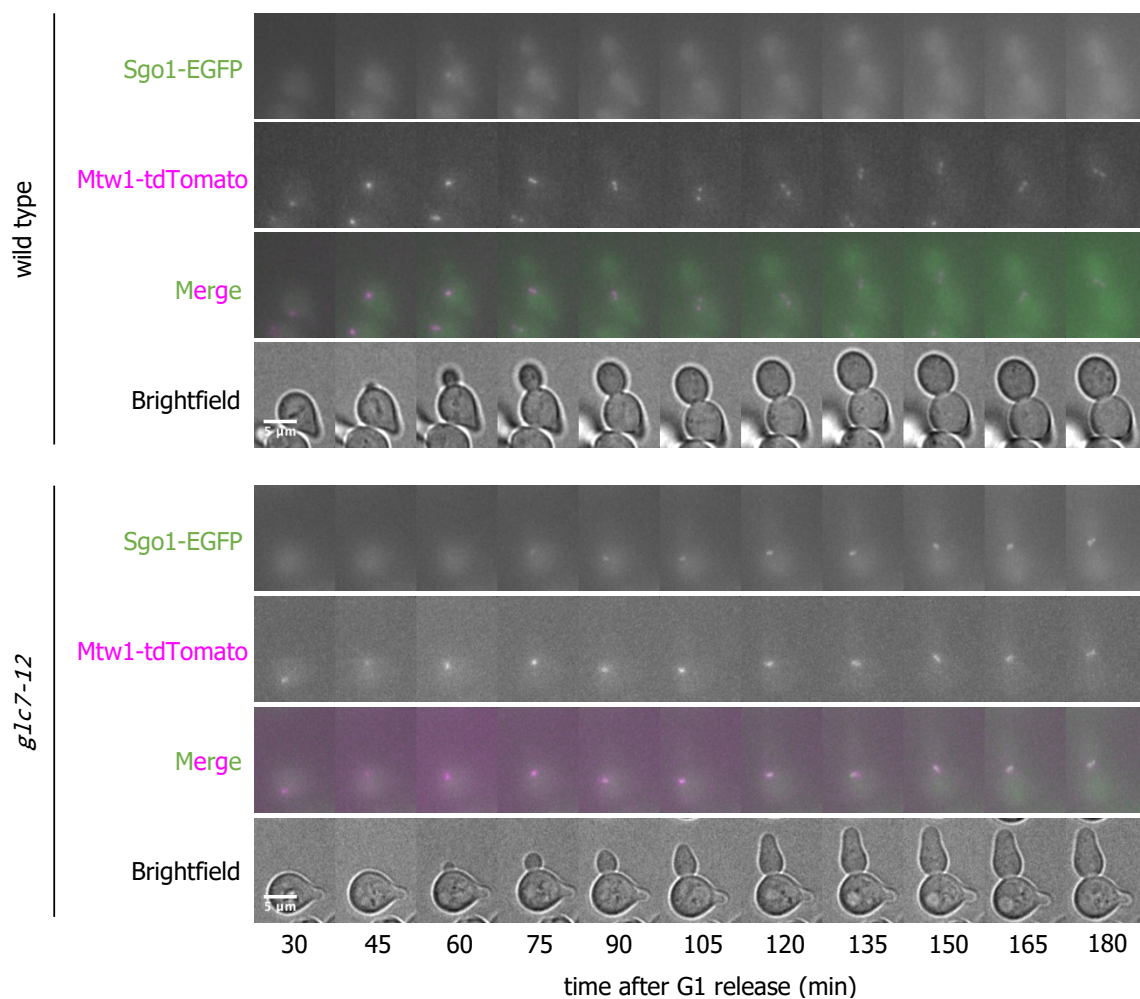 wild type
Sgo1-EGFP
Mtw1-tdTomato
Merge
Brightfield
5 μm
glc7-12
Sgo1-EGFP
Mtw1-tdTomato
Merge
Brightfield
5 μm
30 45 60 75 90 105 120 135 150 165 180
time after G1 release (min)